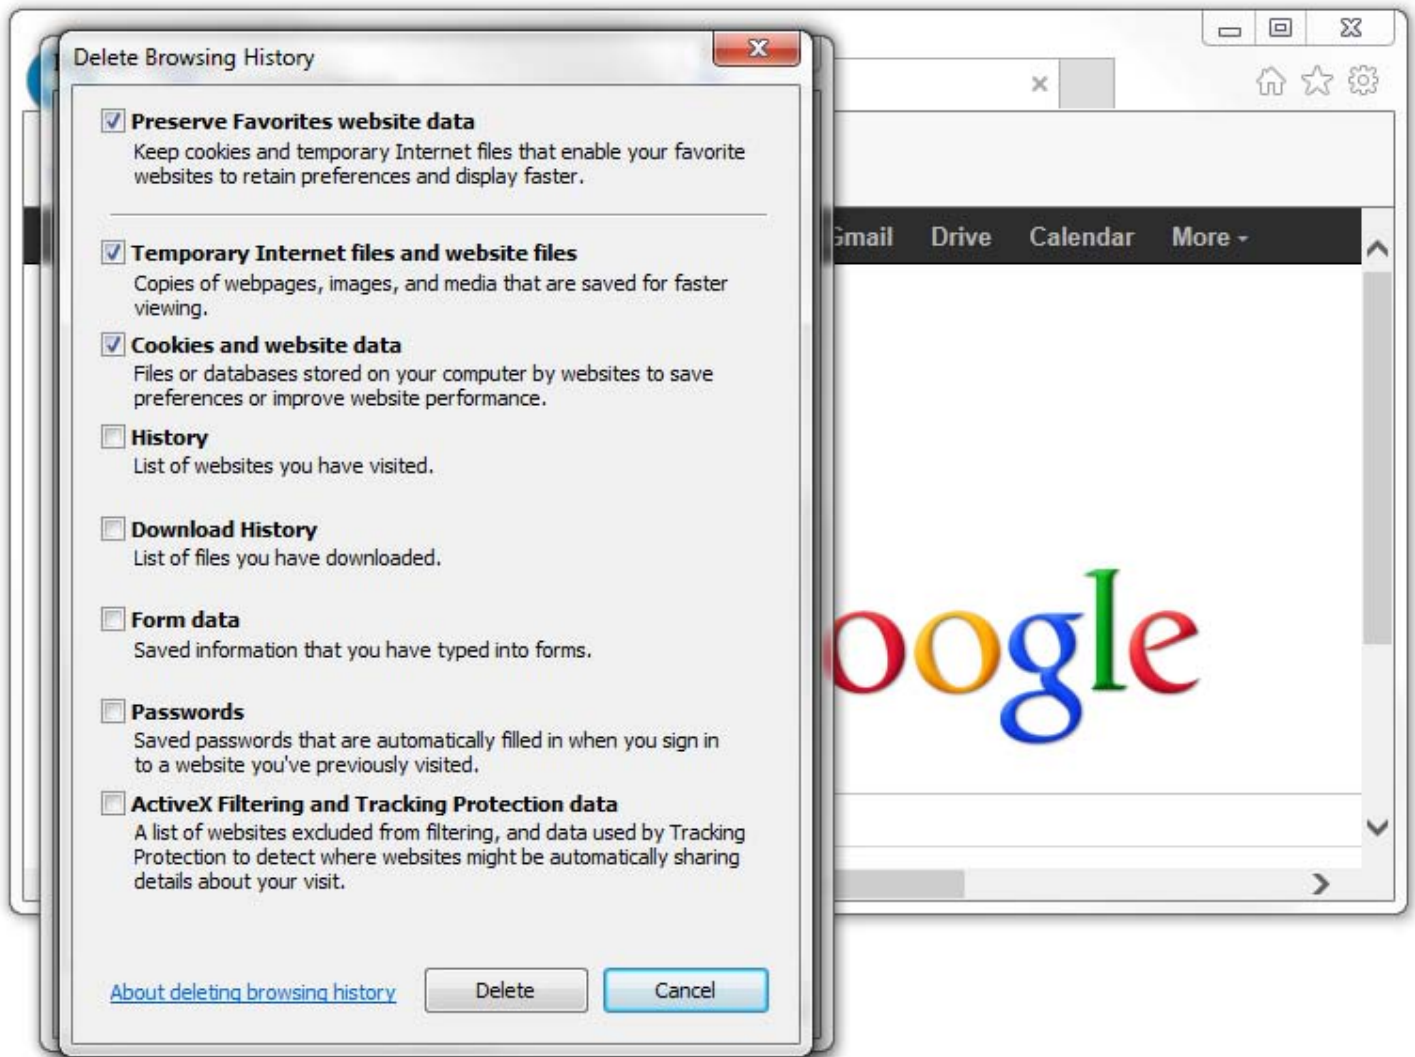 Delete Browsing History
Preserve Favorites website data
Keep cookies and temporary Internet files that enable your favorite
websites to retain preferences and display faster.
Temporary Internet files and website files
Copies of webpages, images, and media that are saved for faster
viewing.
Cookies and website data
Files or databases stored on your computer by websites to save
preferences or improve website performance.
History
List of websites you have visited.
Download History
List of files you have downloaded.
Form data
Saved information that you have typed into forms.
Passwords
Saved passwords that are automatically filled in when you sign in
to a website you've previously visited.
ActiveX Filtering and Tracking Protection data
A list of websites excluded from filtering, and data used by Tracking
Protection to detect where websites might be automatically sharing
details about your visit.
About deleting browsing history Delete Cancel
Gmail Drive Calendar More
oogle